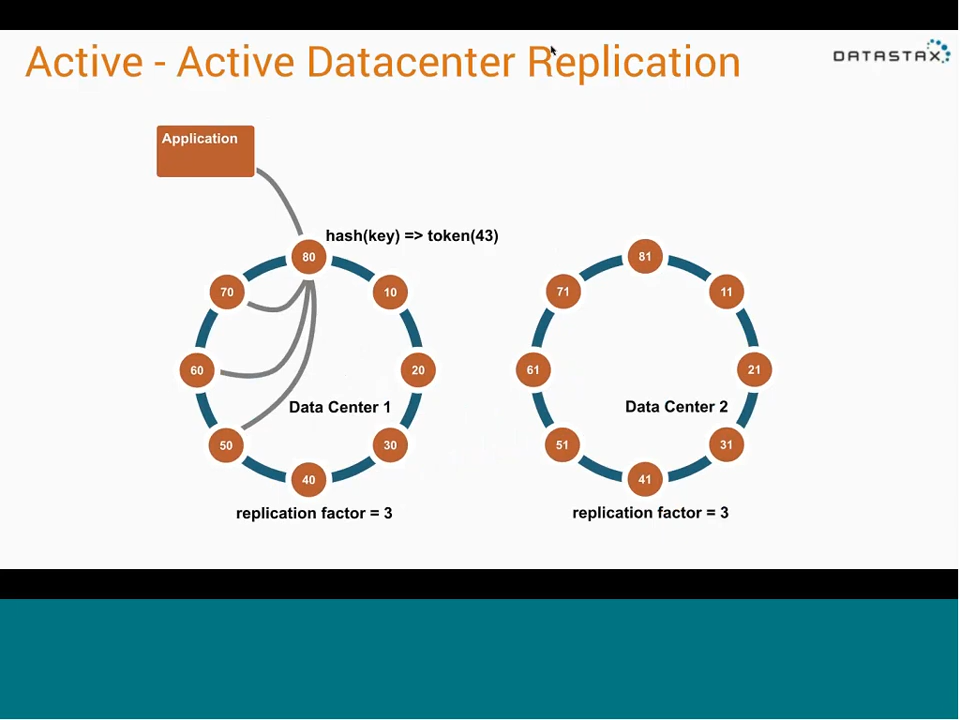 Active - Active Datacenter Replication
DATASTAX
Application
hash(key) => token(43)
80
70
10
60
20
50
30
40
Data Center 1
replication factor = 3
81
71
11
61
21
51
31
41
Data Center 2
replication factor = 3